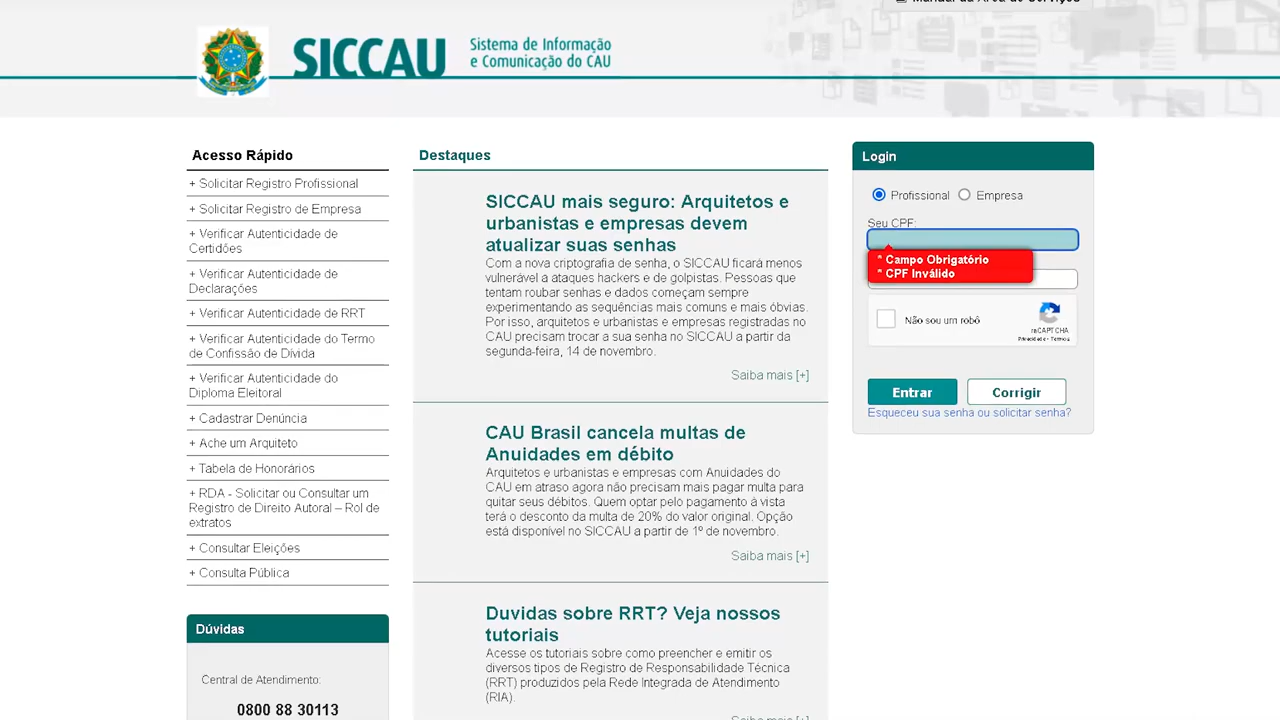 Manual da Área de Serviços
SICCAU
Sistema de Informação
e Comunicação do CAU
Acesso Rápido
+ Solicitar Registro Profissional
+ Solicitar Registro de Empresa
+ Verificar Autenticidade de
Certidões
+ Verificar Autenticidade de
Declarações
+ Verificar Autenticidade de RRT
+ Verificar Autenticidade do Termo
de Confissão de Dívida
+ Verificar Autenticidade do
Diploma Eleitoral
+ Cadastrar Denúncia
+ Ache um Arquiteto
+ Tabela de Honorários
+ RDA - Solicitar ou Consultar um
Registro de Direito Autoral – Rol de
extratos
+ Consultar Eleições
+ Consulta Pública
Dúvidas
Central de Atendimento:
0800 88 30113
Destaques
SICCAU mais seguro: Arquitetos e
urbanistas e empresas devem
atualizar suas senhas
Com a nova criptografia de senha, o SICCAU ficará menos
vulnerável a ataques hackers e de golpistas. Pessoas que
tentam roubar senhas e dados começam sempre
experimentando as sequências mais comuns e mais óbvias.
Por isso, arquitetos e urbanistas e empresas registradas no
CAU precisam trocar a sua senha no SICCAU a partir da
segunda-feira, 14 de novembro.
Saiba mais [+]
CAU Brasil cancela multas de
Anuidades em débito
Arquitetos e urbanistas e empresas com Anuidades do
CAU em atraso agora não precisam mais pagar multa para
quitar seus débitos. Quem optar pelo pagamento à vista
terá o desconto da multa de 20% do valor original. Opção
está disponível no SICCAU a partir de 1º de novembro.
Saiba mais [+]
Duvidas sobre RRT? Veja nossos
tutoriais
Acesse os tutoriais sobre como preencher e emitir os
diversos tipos de Registro de Responsabilidade Técnica
(RRT) produzidos pela Rede Integrada de Atendimento
(RIA).
Saiba mais [+]
Login
Profissional Empresa
Seu CPF:
* Campo Obrigatório
* CPF Inválido
Não sou um robô
reCAPTCHA
Privacidade - Termos
Entrar Corrigir
Esqueceu sua senha ou solicitar senha?